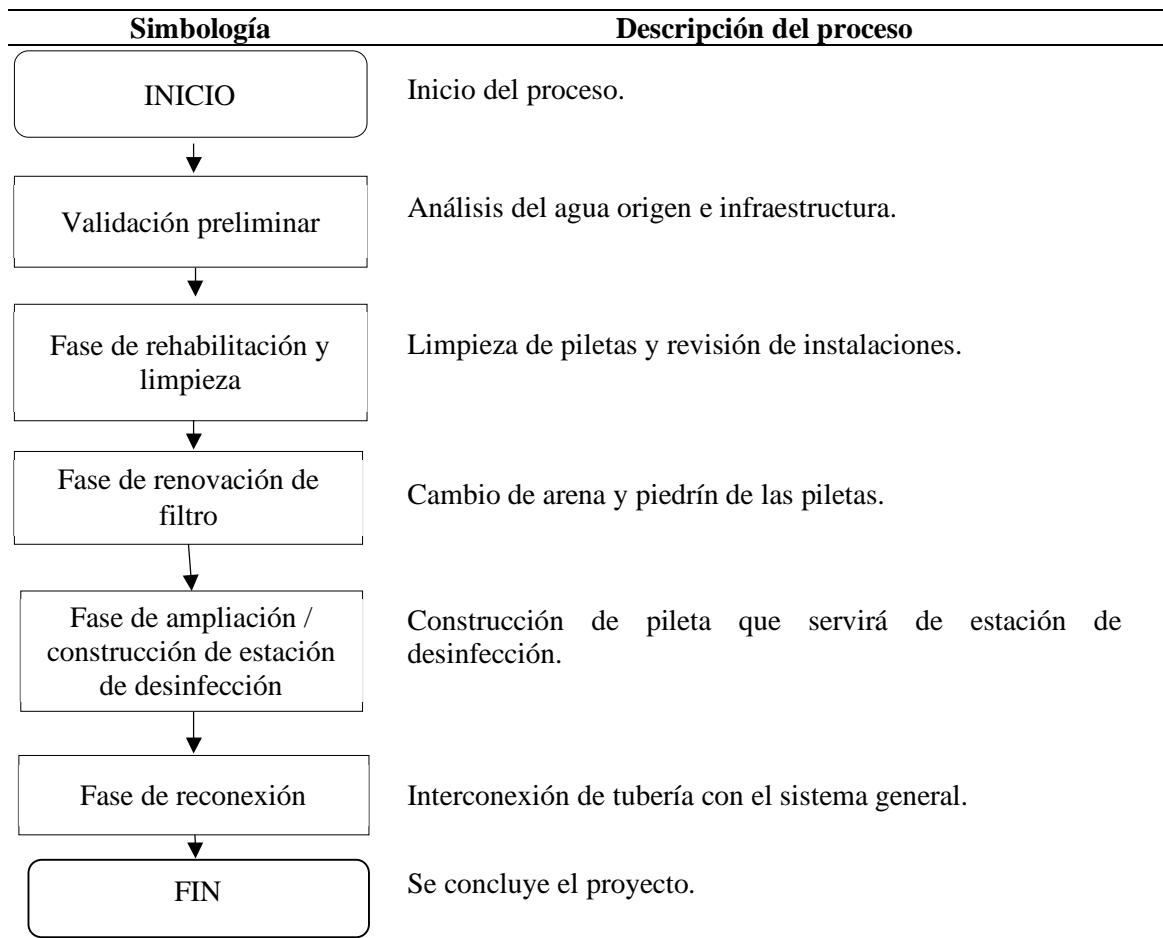 Simbología Descripción del proceso
INICIO
Inicio del proceso.
Validación preliminar
Análisis del agua origen e infraestructura.
Fase de rehabilitación y
limpieza
Limpieza de piletas y revisión de instalaciones.
Fase de renovación de
filtro
Cambio de arena y piedrín de las piletas.
Fase de ampliación /
construcción de estación
de desinfección
Construcción de pileta que servirá de estación de
desinfección.
Fase de reconexión
Interconexión de tubería con el sistema general.
FIN
Se concluye el proyecto.